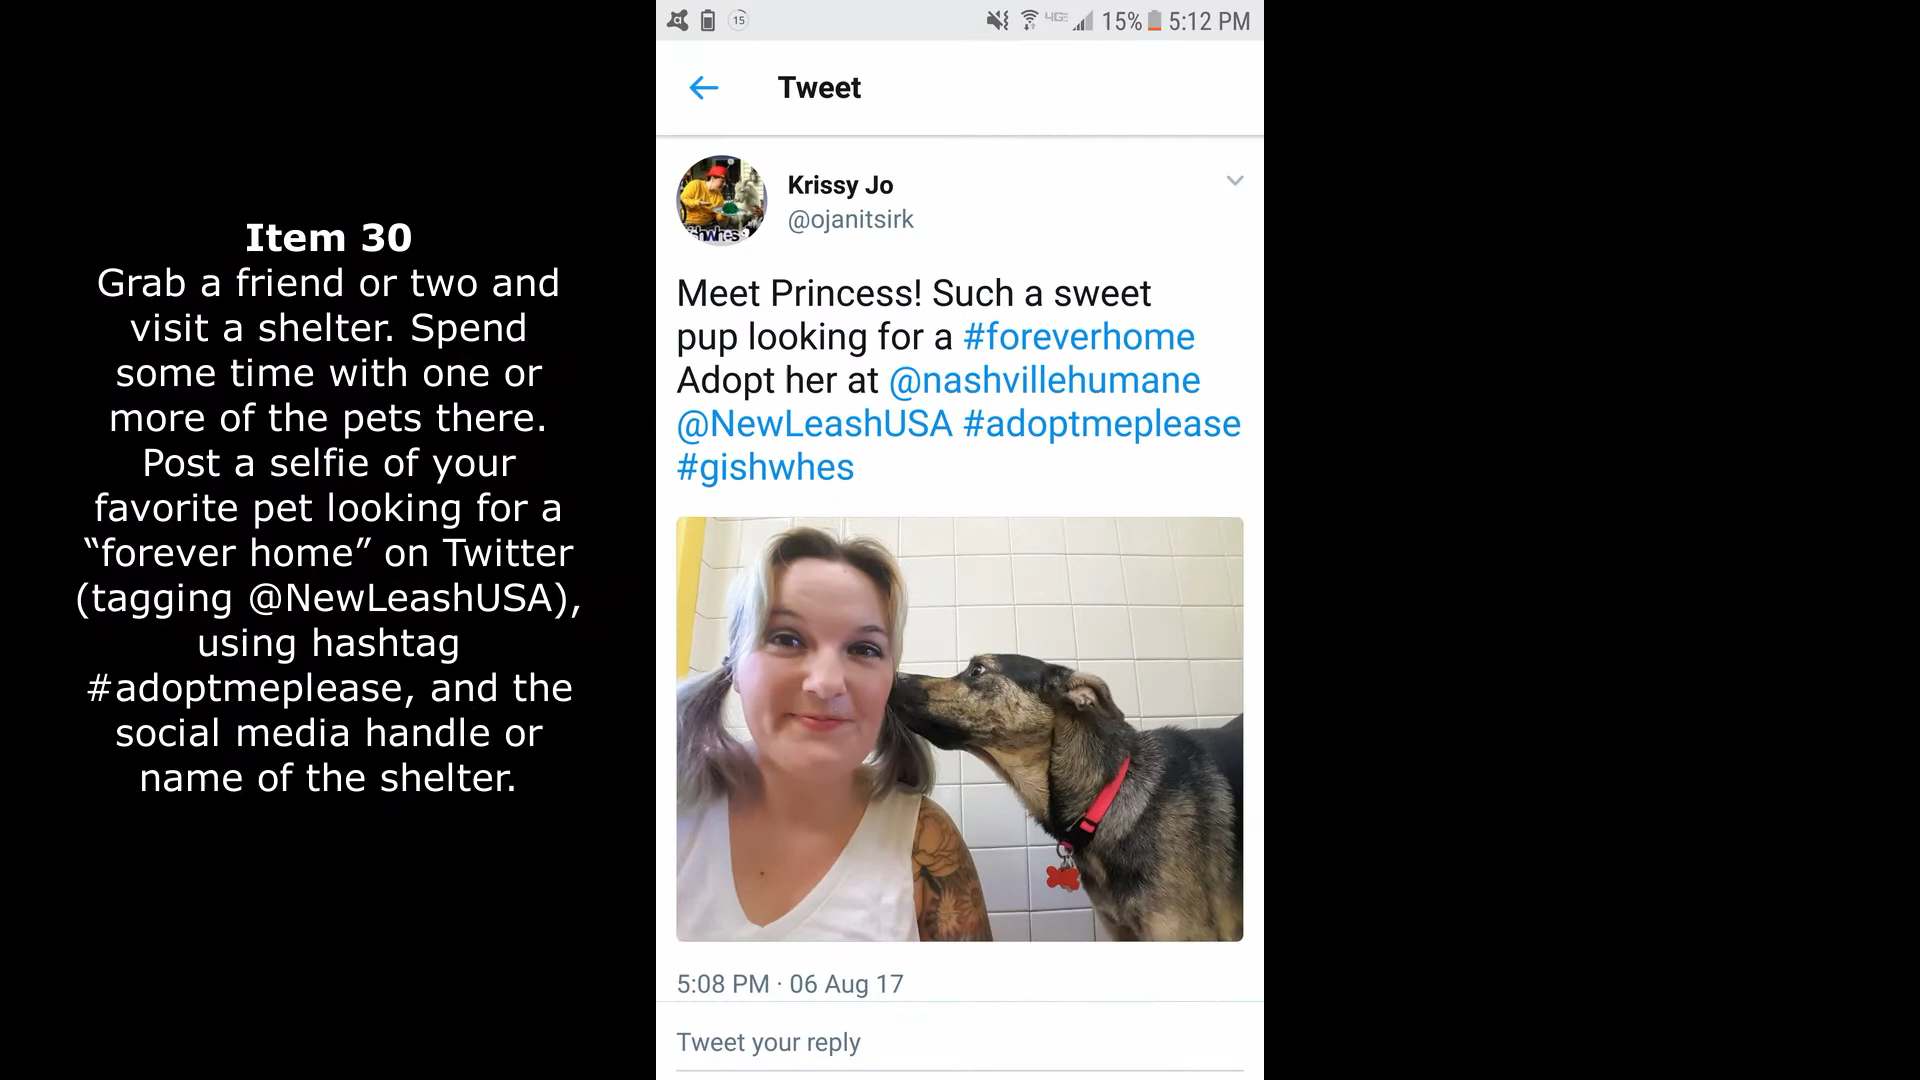 Item 30
Grab a friend or two and
visit a shelter. Spend
some time with one or
more of the pets there.
Post a selfie of your
favorite pet looking for a
“forever home” on Twitter
(tagging @NewLeashUSA),
using hashtag
#adoptmeplease, and the
social media handle or
name of the shelter.
15
4G
15% 5:12 PM
Tweet
Krissy Jo
@ojanitsirk
Meet Princess! Such a sweet
pup looking for a #foreverhome
Adopt her at @nashvillehumane
@NewLeashUSA #adoptmeplease
#gishwhes
5:08 PM · 06 Aug 17
Tweet your reply